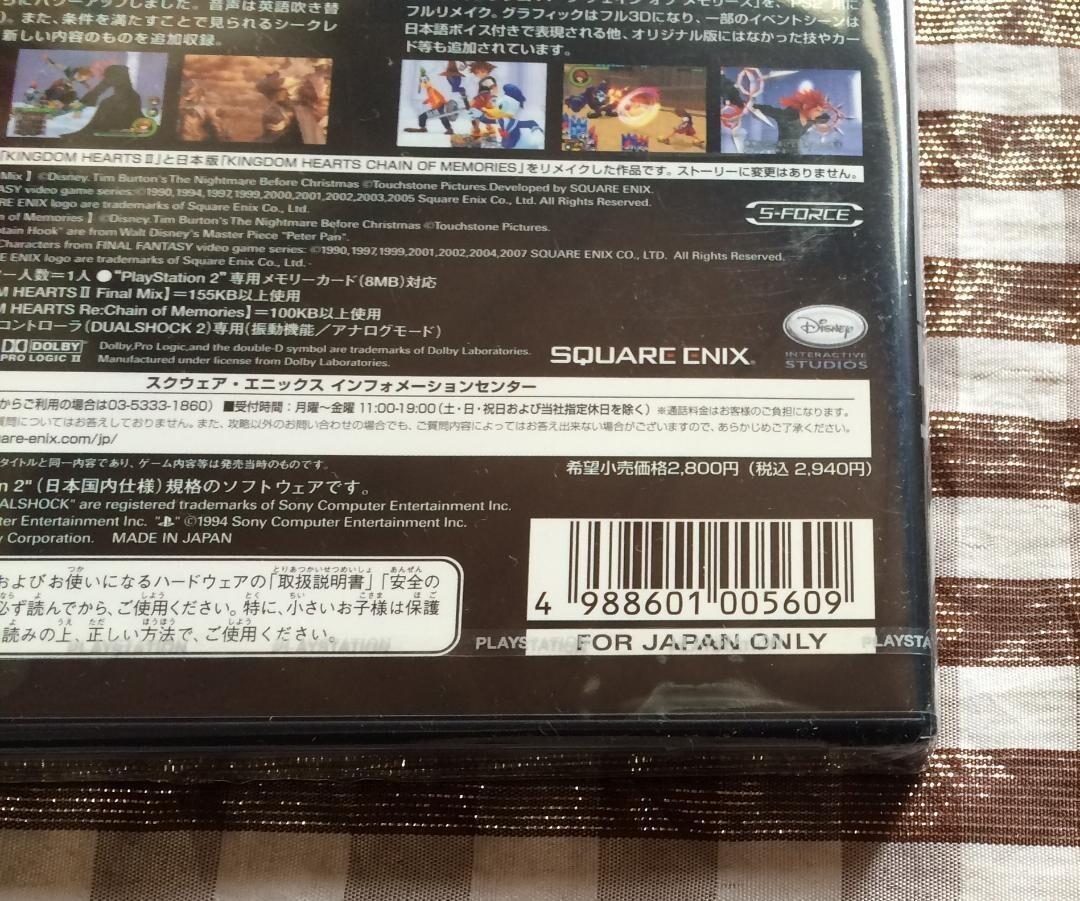 パワーアップしました。音声は英語吹き替
)。また、条件を満たすことで見られるシークレ
新しい内容のものを追加収録。
フルリメイク。グラフィックはフル3Dになり、一部のイベントシーンは
日本語ボイス付きで表現される他、オリジナル版にはなかった技やカー
ド等も追加されています。
「KINGDOM HEARTSⅡ」と日本版「KINGDOM HEARTS CHAIN OF MEMORIES」をリメイクした作品です。ストーリーに変更はありません。
Mix 】 ©Disney. Tim Burton's The Nightmare Before Christmas ©Touchstone Pictures.Developed by SQUARE ENIX.
ASY video game series:©1990,1994,1997,1999,2000,2001,2002,2003,2005 Square Enix Co., Ltd. All Rights Reserved.
RE ENIX logo are trademarks of Square Enix Co., Ltd.
n of Memories 】 ©Disney. Tim Burton's The Nightmare Before Christmas ©Touchstone Pictures.
tain Hook" are from Walt Disney's Master Piece "Peter Pan".
Characters from FINAL FANTASY video game series: ©1990,1997,1999,2001,2002,2004,2007 SQUARE ENIX CO., LTD. All Rights Reserved.
E ENIX logo are trademarks of Square Enix Co., Ltd.
S-FORCE
ー人数＝1人 ●"PlayStation 2"専用メモリーカード(8MB)対応
M HEARTSⅡ Final Mix】＝155KB以上使用
M HEARTS Re:Chain of Memories】＝100KB以上使用
コントローラ(DUALSHOCK 2)専用(振動機能／アナログモード)
DOLBY
PRO LOGIC II
Dolby,Pro Logic,and the double-D symbol are trademarks of Dolby Laboratories.
Manufactured under license from Dolby Laboratories.
SQUARE ENIX.
Disney
INTERACTIVE
STUDIOS
スクウェア・エニックス インフォメーションセンター
からご利用の場合は03-5333-1860) ■受付時間：月曜～金曜 11:00-19:00(土・日・祝日および当社指定休日を除く) ※通話料金はお客様のご負担になります。
質問についてはお答えしておりません。また、攻略以外のお問い合わせの場合でも、ご質問内容によってはお答え出来ない場合がございますので、あらかじめご了承ください。
are-enix.com/jp/
タイトルと同一内容であり、ゲーム内容等は発売当時のものです。
希望小売価格2,800円 (税込 2,940円)
n 2"(日本国内仕様)規格のソフトウェアです。
ALSHOCK" are registered trademarks of Sony Computer Entertainment Inc.
ter Entertainment Inc. " " ©1994 Sony Computer Entertainment Inc.
y Corporation. MADE IN JAPAN
およびお使いになるハードウェアの「取扱説明書」「安全の
必ず読んでから、ご使用ください。特に、小さいお子様は保護
読みの上、正しい方法で、ご使用ください。
4 988601 005609
FOR JAPAN ONLY
PLAYSTATION PLAYSTATION PLAYSTATION PLAYSTA